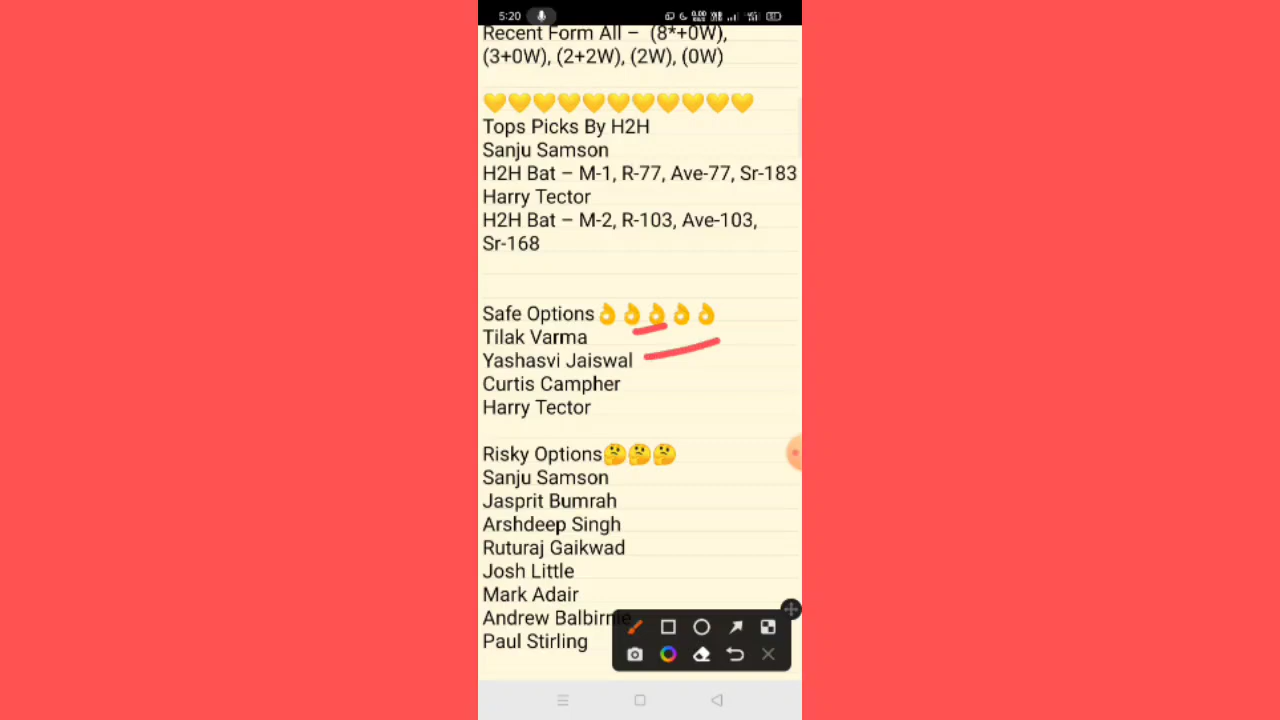 5:20
Recent Form All – (8*+0W),
(3+0W), (2+2W), (2W), (0W)
💛💛💛💛💛💛💛💛💛💛💛
Tops Picks By H2H
Sanju Samson
H2H Bat – M-1, R-77, Ave-77, Sr-183
Harry Tector
H2H Bat – M-2, R-103, Ave-103,
Sr-168
Safe Options👌👌👌👌👌
Tilak Varma
Yashasvi Jaiswal
Curtis Campher
Harry Tector
Risky Options🤔🤔🤔
Sanju Samson
Jasprit Bumrah
Arshdeep Singh
Ruturaj Gaikwad
Josh Little
Mark Adair
Andrew Balbirnie
Paul Stirling